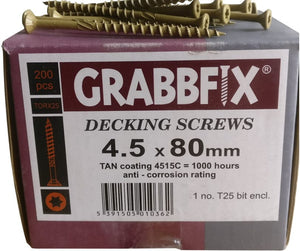 200
pcs
TORX25
GRABBFIX®
DECKING SCREWS
4.5 x 80mm
TAN coating 4515C = 1000 hours
anti - corrosion rating
1 no. T25 bit encl.
5 391505 010362